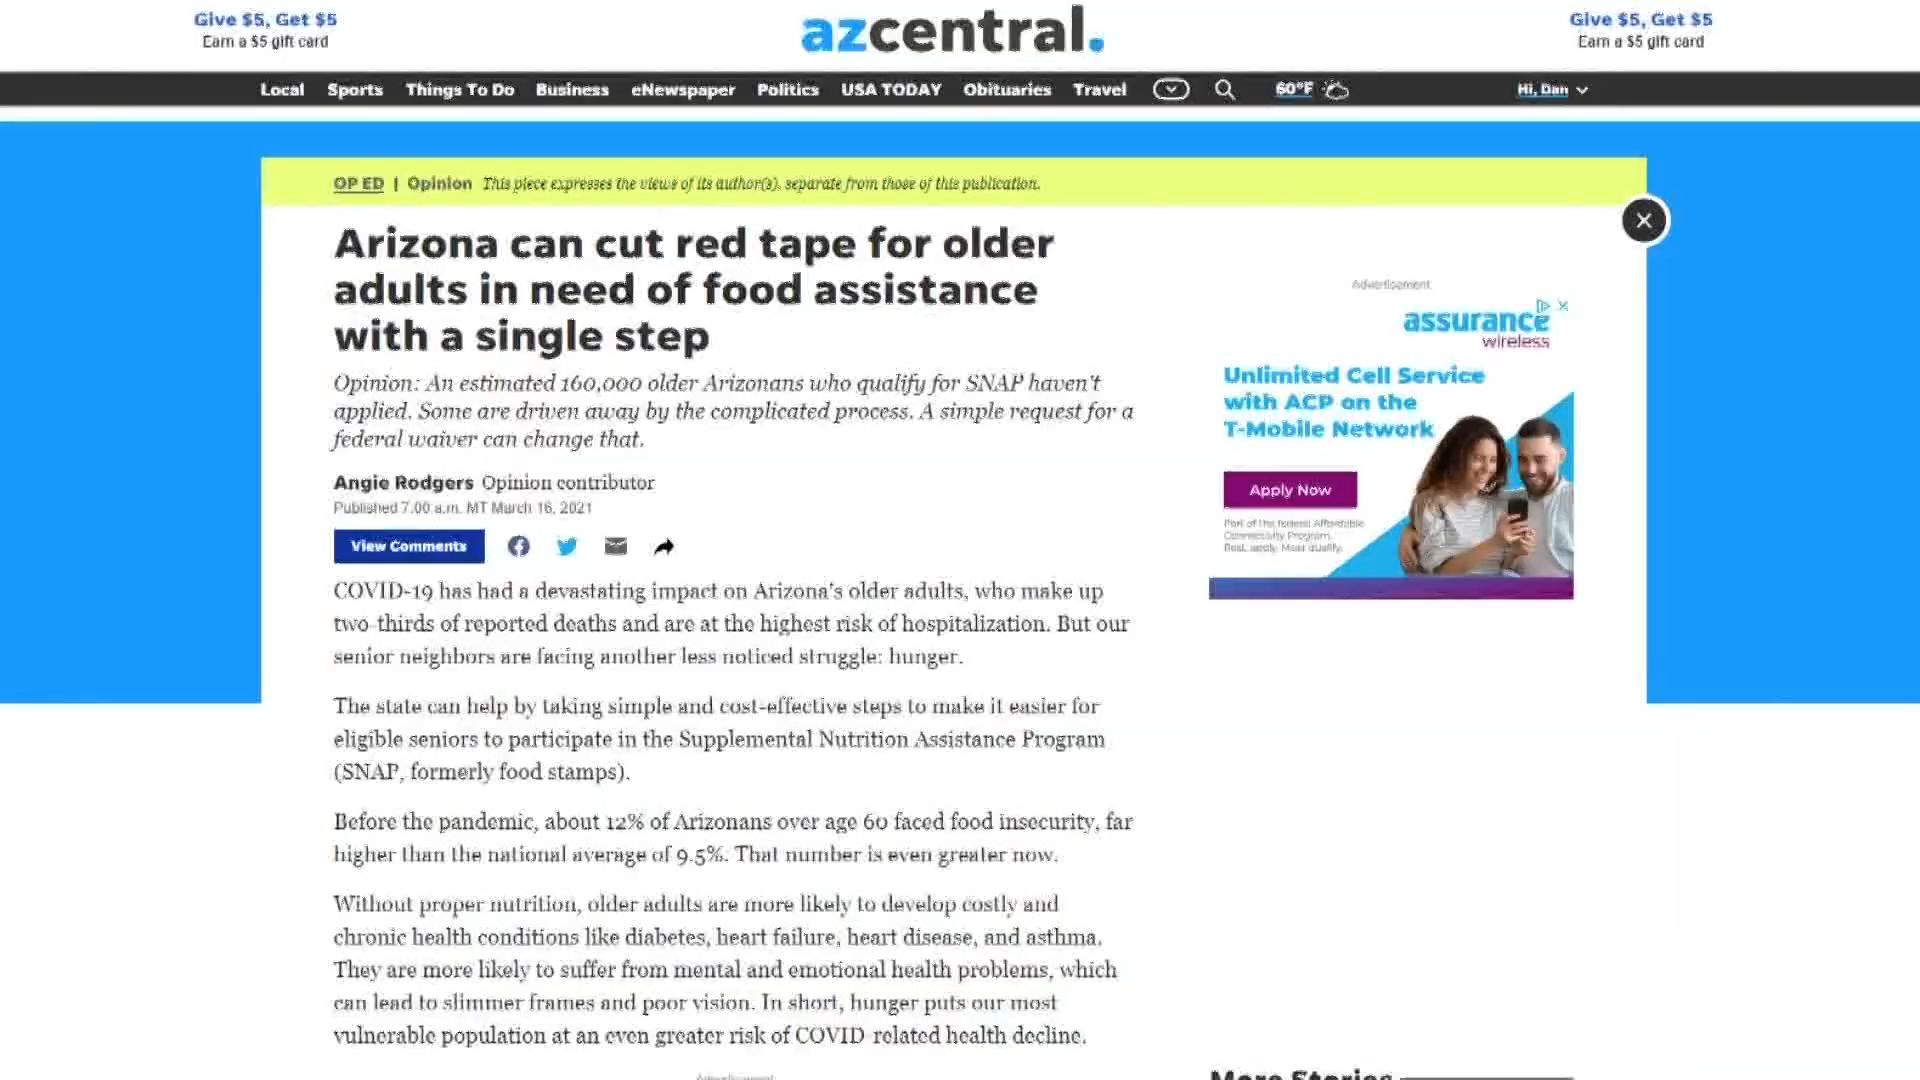 Give $5, Get $5
Earn a $5 gift card
azcentral.
Give $5, Get $5
Earn a $5 gift card
Local Sports Things To Do Business eNewspaper Politics USA TODAY Obituaries Travel 60°F Hi, Dan
OP ED | Opinion This piece expresses the views of its author(s), separate from those of this publication.
Arizona can cut red tape for older
adults in need of food assistance
with a single step
Opinion: An estimated 160,000 older Arizonans who qualify for SNAP haven't
applied. Some are driven away by the complicated process. A simple request for a
federal waiver can change that.
Angie Rodgers Opinion contributor
Published 7:00 a.m. MT March 16, 2021
View Comments
COVID-19 has had a devastating impact on Arizona's older adults, who make up
two-thirds of reported deaths and are at the highest risk of hospitalization. But our
senior neighbors are facing another less noticed struggle: hunger.
The state can help by taking simple and cost-effective steps to make it easier for
eligible seniors to participate in the Supplemental Nutrition Assistance Program
(SNAP, formerly food stamps).
Before the pandemic, about 12% of Arizonans over age 60 faced food insecurity, far
higher than the national average of 9.5%. That number is even greater now.
Without proper nutrition, older adults are more likely to develop costly and
chronic health conditions like diabetes, heart failure, heart disease, and asthma.
They are more likely to suffer from mental and emotional health problems, which
can lead to slimmer frames and poor vision. In short, hunger puts our most
vulnerable population at an even greater risk of COVID-related health decline.
Advertisement
Advertisement
assurance
wireless
Unlimited Cell Service
with ACP on the
T-Mobile Network
Apply Now
Part of the federal Affordable
Connectivity Program.
Rest. apply. Must qualify.
More Stories